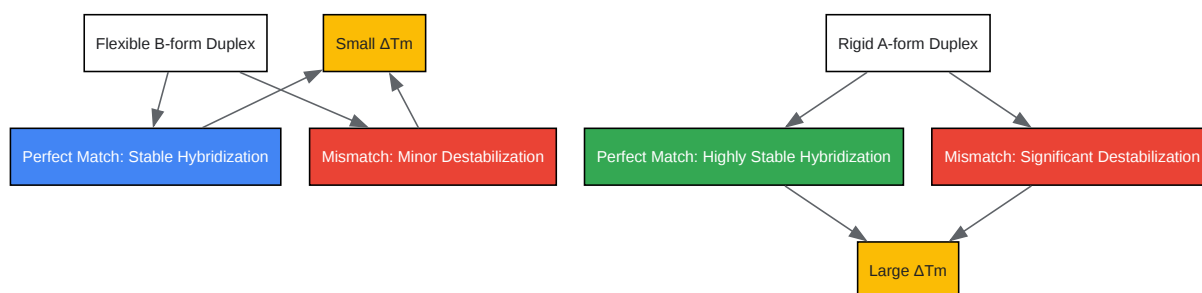 Flexible B-form Duplex
Small ΔTm
Rigid A-form Duplex
Perfect Match: Stable Hybridization
Mismatch: Minor Destabilization
Perfect Match: Highly Stable Hybridization
Mismatch: Significant Destabilization
Large ΔTm